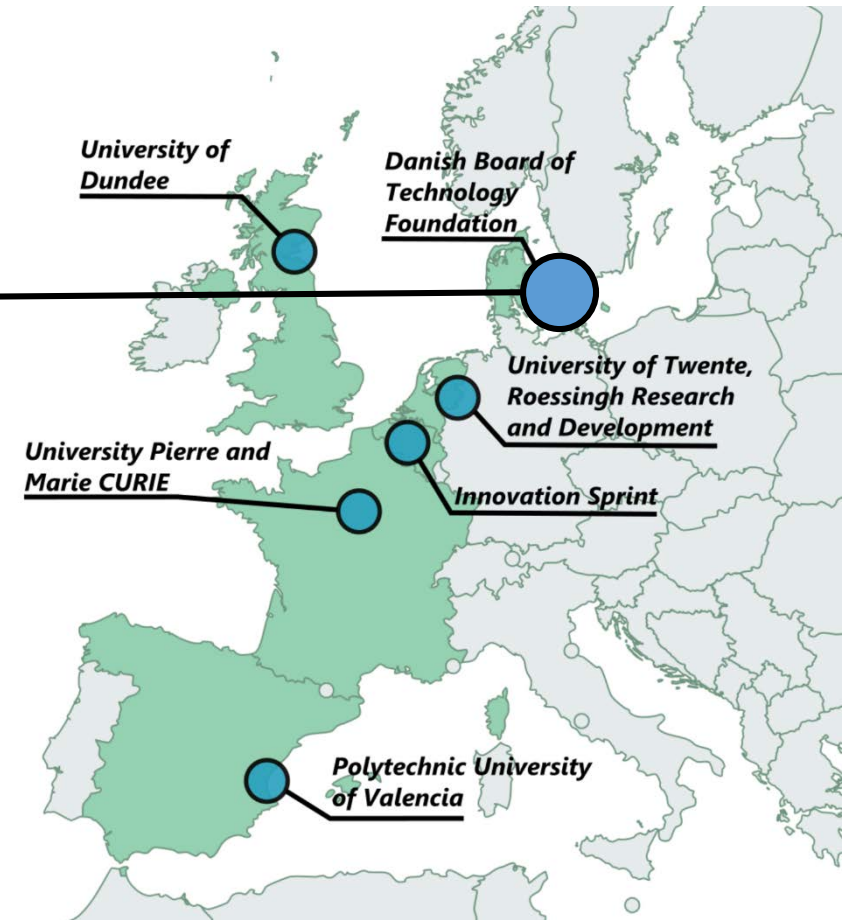 University of
Dundee
Danish Board of
Technology
Foundation
University of Twente,
Roessingh Research
and Development
University Pierre and
Marie CURIE
Innovation Sprint
Polytechnic University
of Valencia